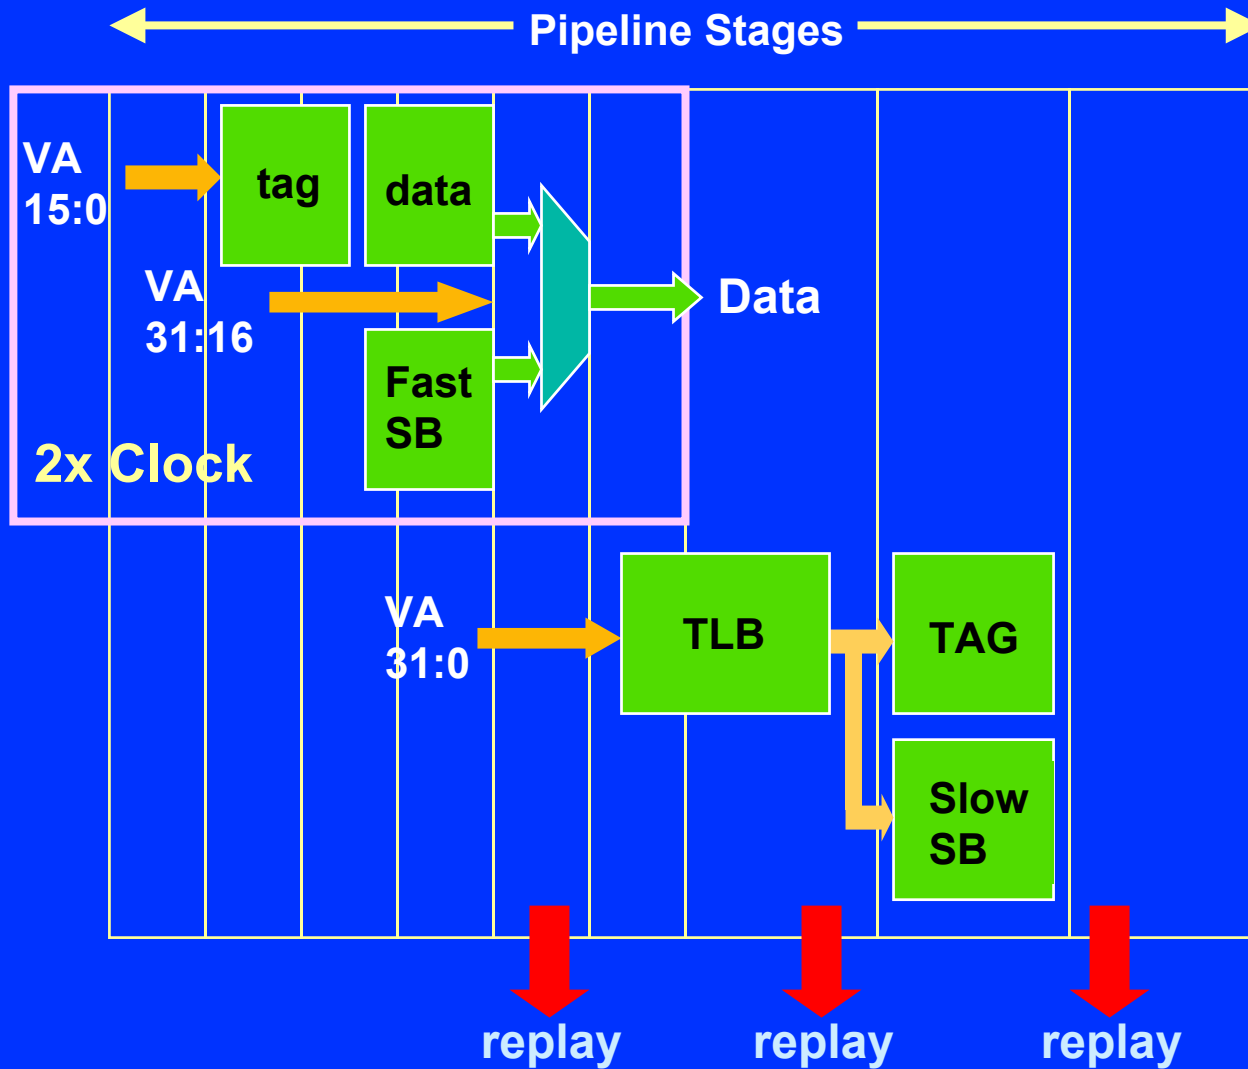 Pipeline Stages
VA
15:0
tag
data
VA
31:16
Data
Fast
SB
2x Clock
VA
31:0
TLB
TAG
Slow
SB
replay
replay
replay